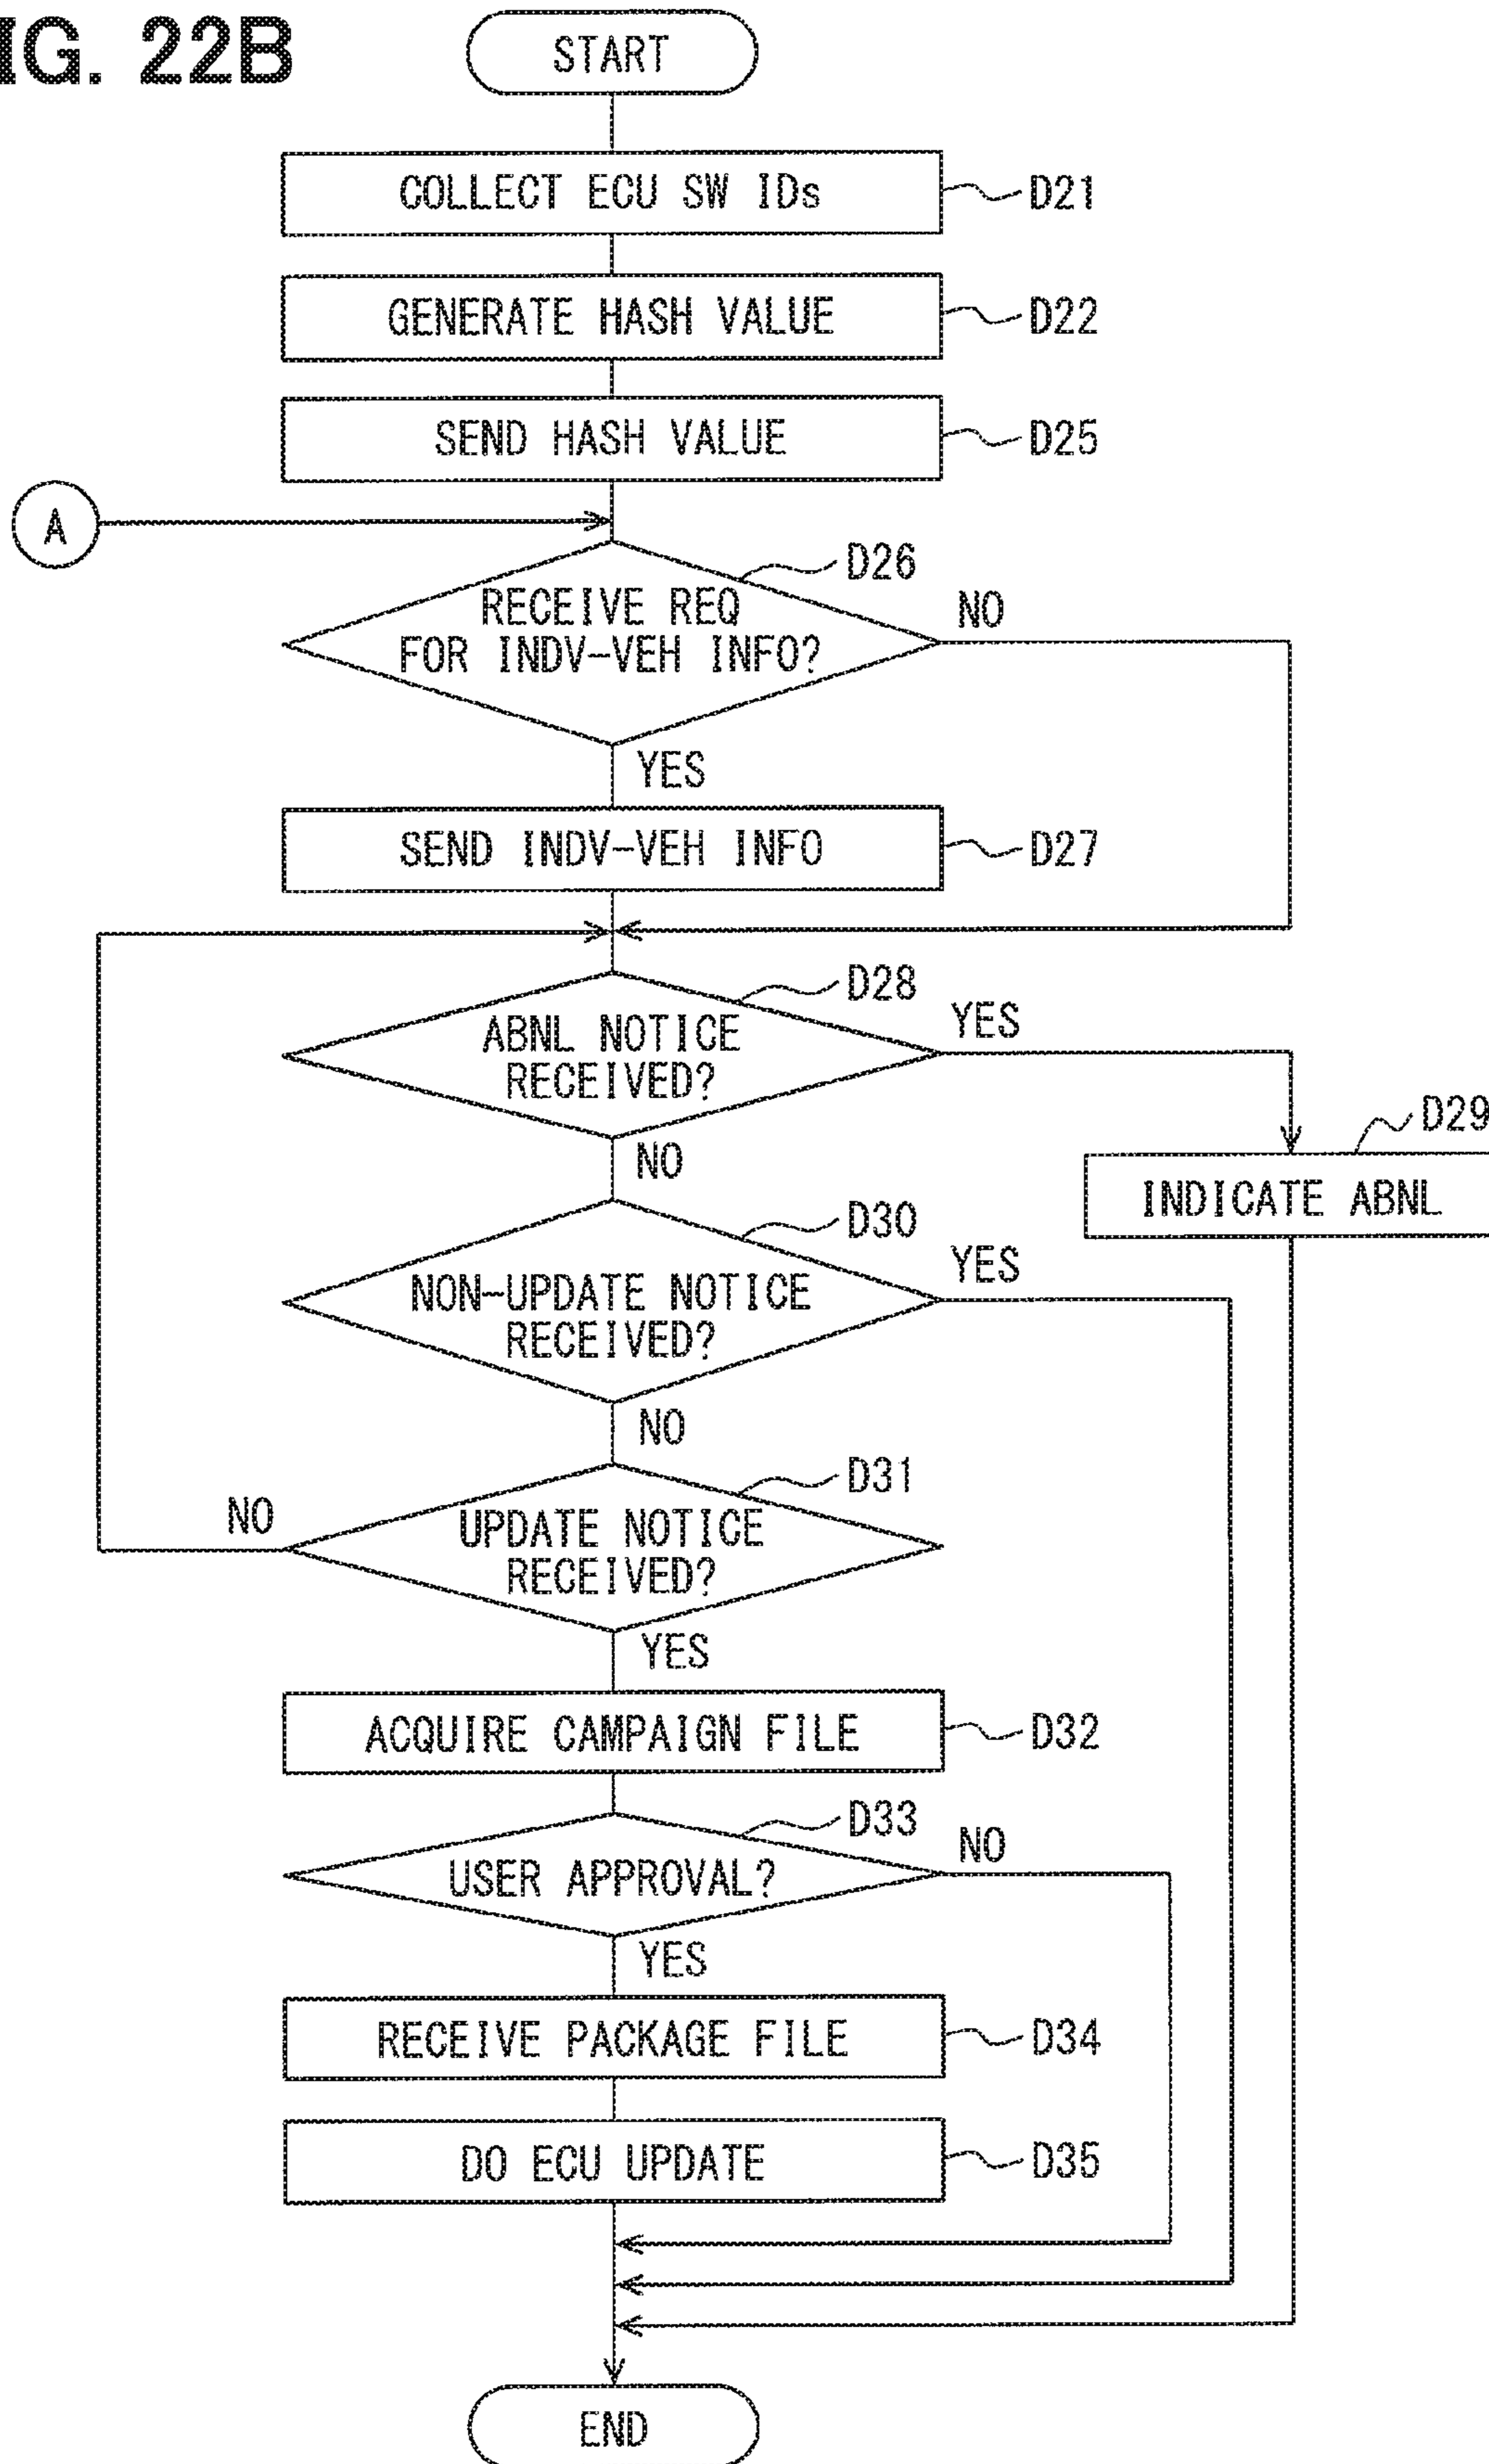 IG. 22B
START
COLLECT ECU SW IDs
D21
GENERATE HASH VALUE
D22
SEND HASH VALUE
D25
A
D26
RECEIVE REQ
FOR INDV-VEH INFO?
NO
YES
SEND INDV-VEH INFO
D27
D28
ABNL NOTICE
RECEIVED?
YES
NO
D29
INDICATE ABNL
D30
NON-UPDATE NOTICE
RECEIVED?
YES
NO
D31
UPDATE NOTICE
RECEIVED?
NO
YES
ACQUIRE CAMPAIGN FILE
D32
D33
USER APPROVAL?
NO
YES
RECEIVE PACKAGE FILE
D34
DO ECU UPDATE
D35
END